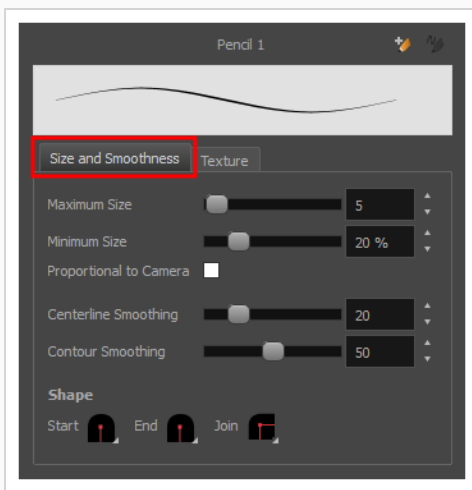 Pencil 1
Size and Smoothness Texture
Maximum Size 5
Minimum Size 20 %
Proportional to Camera
Centerline Smoothing 20
Contour Smoothing 50
Shape
Start End Join